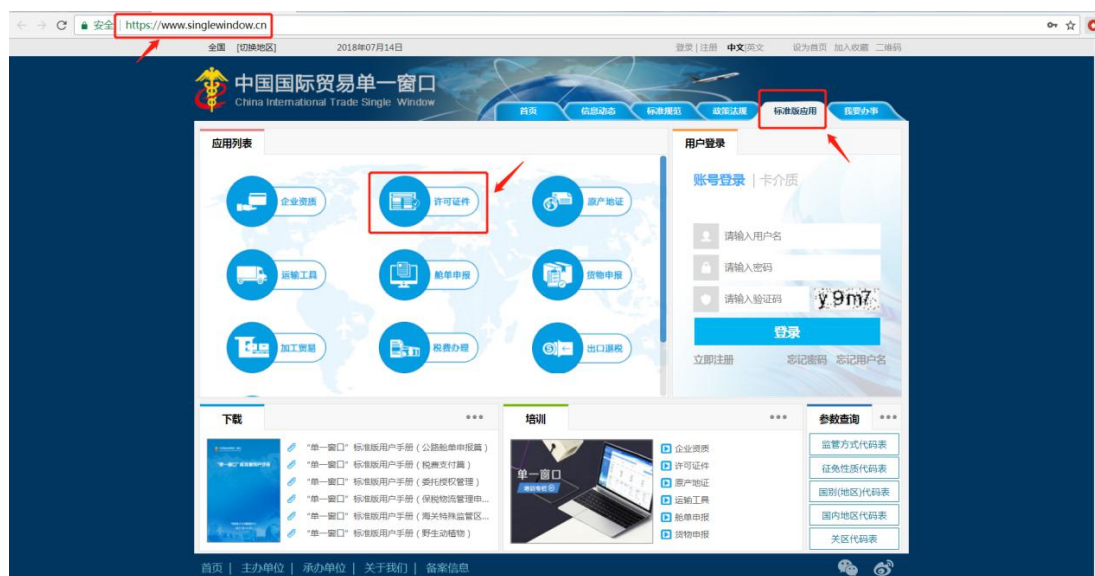 安全 https://www.singlewindow.cn
全国 [切换地区] 2018年07月14日 登录 | 注册 中文|英文 设为首页 加入收藏 二维码
中国国际贸易单一窗口
China International Trade Single Window
首页 信息动态 标准规范 政策法规 标准版应用 我要办事
应用列表
企业资质 许可证件 原产地证
运输工具 舱单申报 货物申报
加工贸易 税费办理 出口退税
用户登录
账号登录 | 卡介质
请输入用户名
请输入密码
请输入验证码 y9m7
登录
立即注册 忘记密码 忘记用户名
下载
“单一窗口”标准版用户手册(公路舱单申报篇)
“单一窗口”标准版用户手册(税费支付篇)
“单一窗口”标准版用户手册(委托授权管理)
“单一窗口”标准版用户手册(保税物流管理申...
“单一窗口”标准版用户手册(海关特殊监管区...
“单一窗口”标准版用户手册(野生动植物)
培训
单一窗口
企业资质
许可证件
原产地证
运输工具
舱单申报
货物申报
参数查询
监管方式代码表
征免性质代码表
国别(地区)代码表
国内地区代码表
关区代码表
首页 | 主办单位 | 承办单位 | 关于我们 | 备案信息